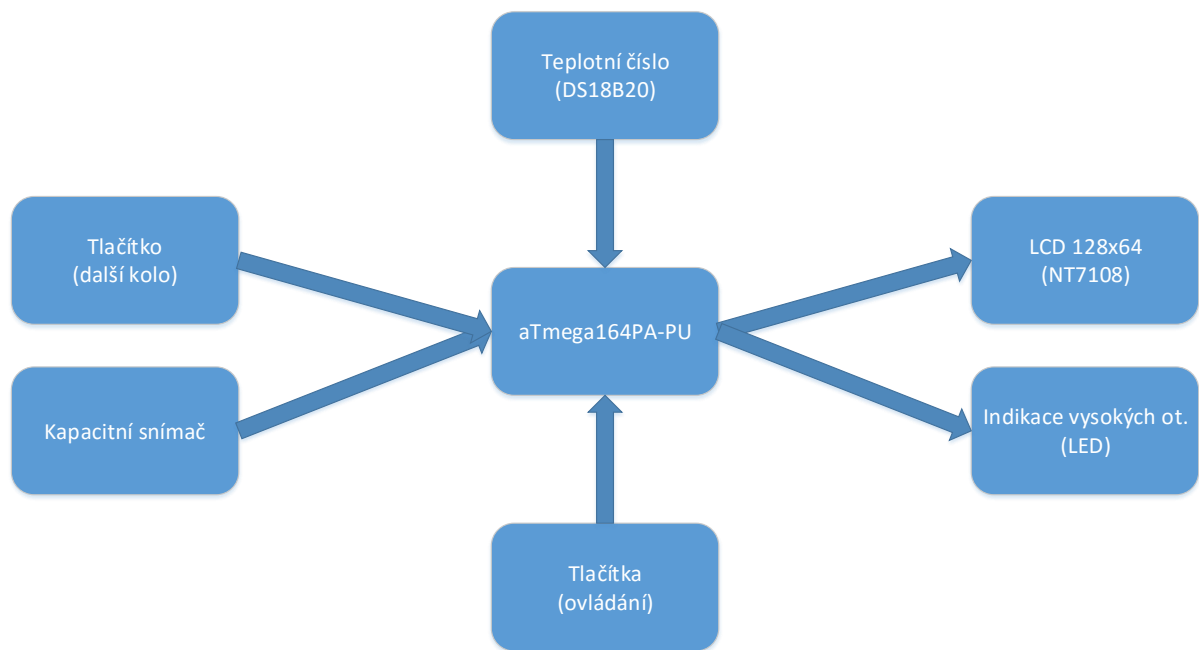 Teplotní číslo
(DS18B20)
Tlačítko
(další kolo)
LCD 128x64
(NT7108)
aTmega164PA-PU
Kapacitní snímač
Indikace vysokých ot.
(LED)
Tlačítka
(ovládání)